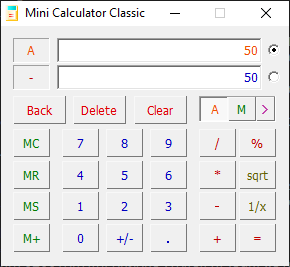 Mini Calculator Classic
A 50
- 50
Back Delete Clear A M >
MC 7 8 9 / %
MR 4 5 6 * sqrt
MS 1 2 3 - 1/x
M+ 0 +/- . + =